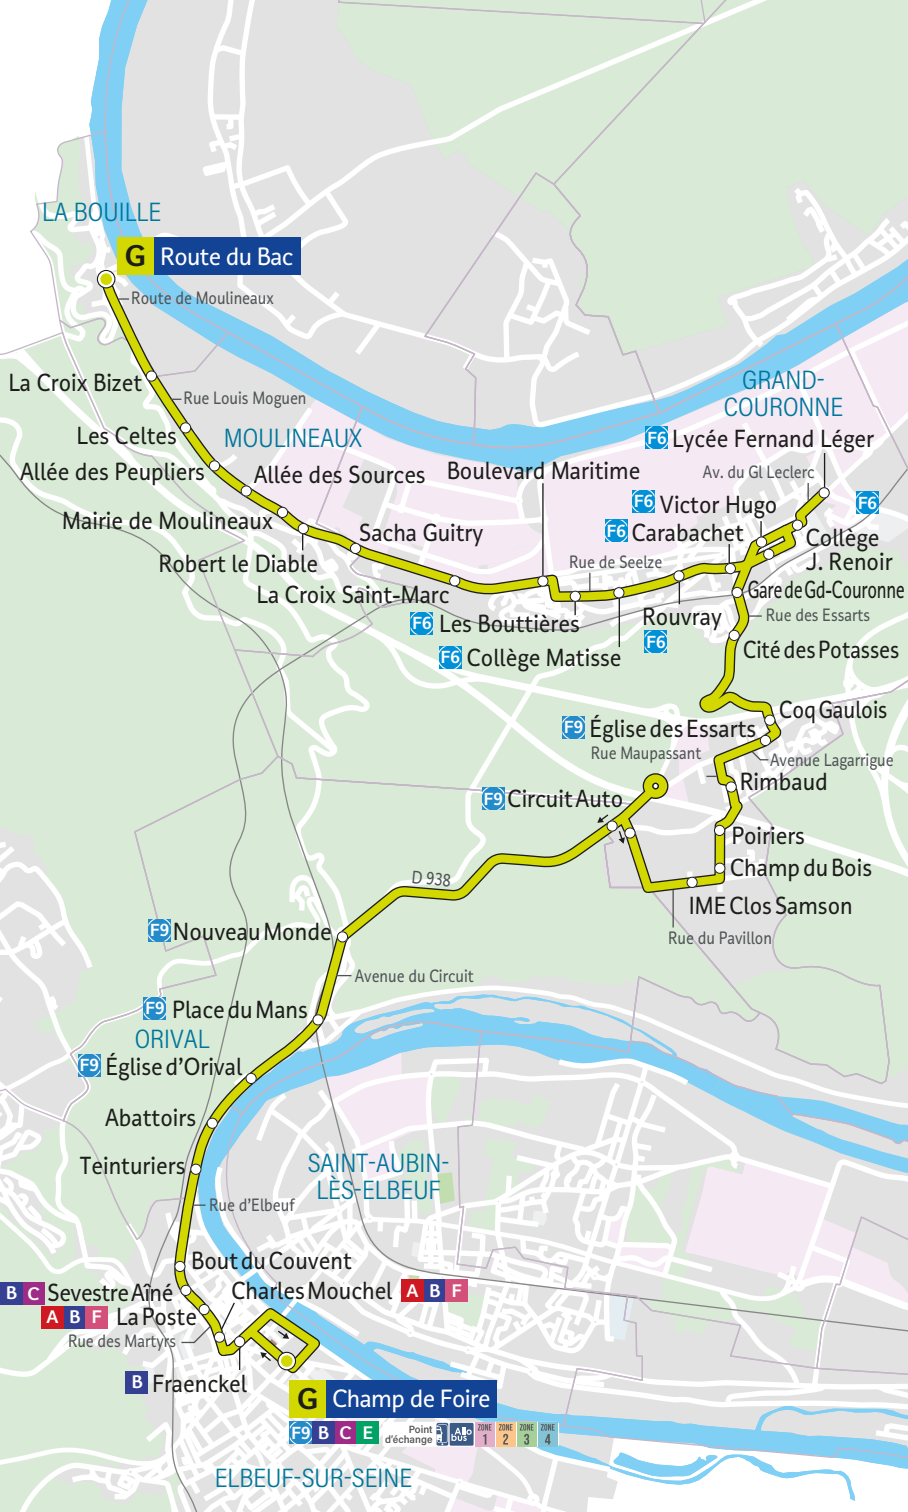 LA BOUILLE
G Route du Bac
Route de Moulineaux
La Croix Bizet
Rue Louis Moguen
GRAND-
COURONNE
Les Celtes
MOULINEAUX
F6 Lycée Fernand Léger
Allée des Peupliers
Allée des Sources
Boulevard Maritime
Av. du Gl Leclerc
F6 Victor Hugo
F6
Mairie de Moulineaux
Sacha Guitry
F6 Carabachet
Collège
J. Renoir
Robert le Diable
Rue de Seelze
La Croix Saint-Marc
Gare de Gd-Couronne
F6 Les Bouttières
Rouvray
F6
Rue des Essarts
F6 Collège Matisse
Cité des Potasses
Coq Gaulois
F9 Église des Essarts
Rue Maupassant
Avenue Lagarrigue
Rimbaud
F9 Circuit Auto
Poiriers
Champ du Bois
D 938
IME Clos Samson
F9 Nouveau Monde
Rue du Pavillon
Avenue du Circuit
F9 Place du Mans
ORIVAL
F9 Église d'Orival
Abattoirs
Teinturiers
SAINT-AUBIN-
LÈS-ELBEUF
Rue d'Elbeuf
Bout du Couvent
B C Sevestre Aîné
Charles Mouchel A B F
A B F La Poste
Rue des Martyrs
B Fraenckel
G Champ de Foire
F9 B C E
Point
d'échange
Allo
bus
ZONE
1
ZONE
2
ZONE
3
ZONE
4
ELBEUF-SUR-SEINE